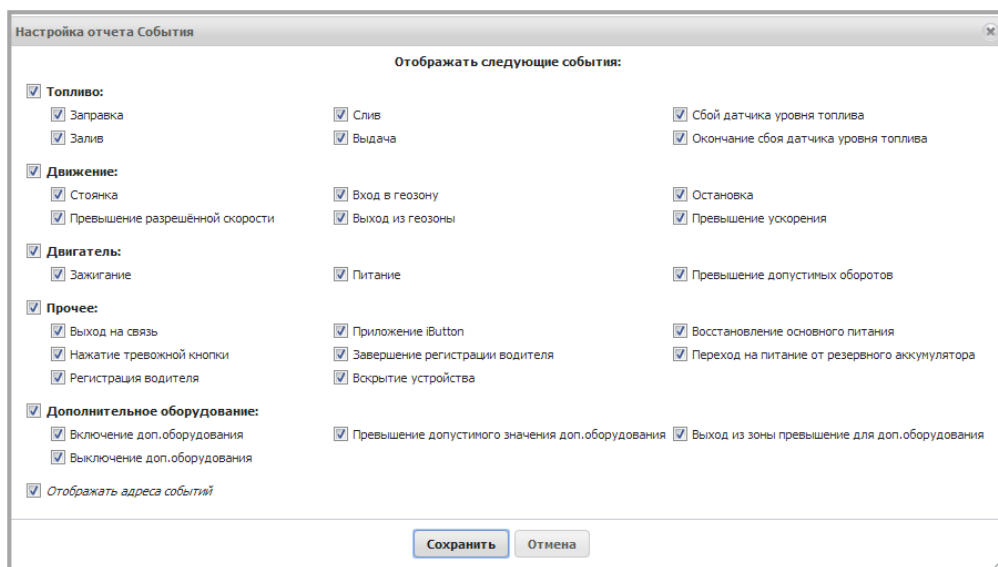 Настройка отчета События
Отображать следующие события:
Топливо:
Заправка Слив Сбой датчика уровня топлива
Залив Выдача Окончание сбоя датчика уровня топлива
Движение:
Стоянка Вход в геозону Остановка
Превышение разрешённой скорости Выход из геозоны Превышение ускорения
Двигатель:
Зажигание Питание Превышение допустимых оборотов
Прочее:
Выход на связь Приложение iButton Восстановление основного питания
Нажатие тревожной кнопки Завершение регистрации водителя Переход на питание от резервного аккумулятора
Регистрация водителя Вскрытие устройства
Дополнительное оборудование:
Включение доп.оборудования Превышение допустимого значения доп.оборудования Выход из зоны превышение для доп.оборудования
Выключение доп.оборудования
Отображать адреса событий
Сохранить Отмена